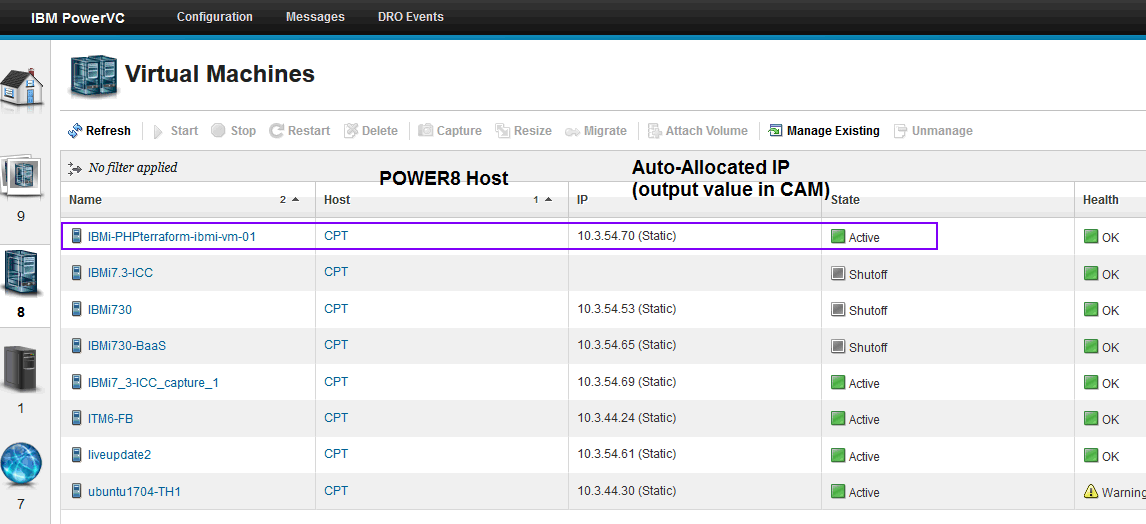 IBM PowerVC Configuration Messages DRO Events
Virtual Machines
Refresh Start Stop Restart Delete Capture Resize Migrate Attach Volume Manage Existing Unmanage
No filter applied
POWER8 Host
Auto-Allocated IP
(output value in CAM)
Name 2 Host 1 IP State Health
IBMi-PHPterraform-ibmi-vm-01 CPT 10.3.54.70 (Static) Active OK
IBMi7.3-ICC CPT Shutoff OK
IBMi730 CPT 10.3.54.53 (Static) Shutoff OK
IBMi730-BaaS CPT 10.3.54.65 (Static) Shutoff OK
IBMi7_3-ICC_capture_1 CPT 10.3.54.69 (Static) Active OK
ITM6-FB CPT 10.3.44.24 (Static) Active OK
liveupdate2 CPT 10.3.54.61 (Static) Active OK
ubuntu1704-TH1 CPT 10.3.44.30 (Static) Active Warning
9
8
1
7